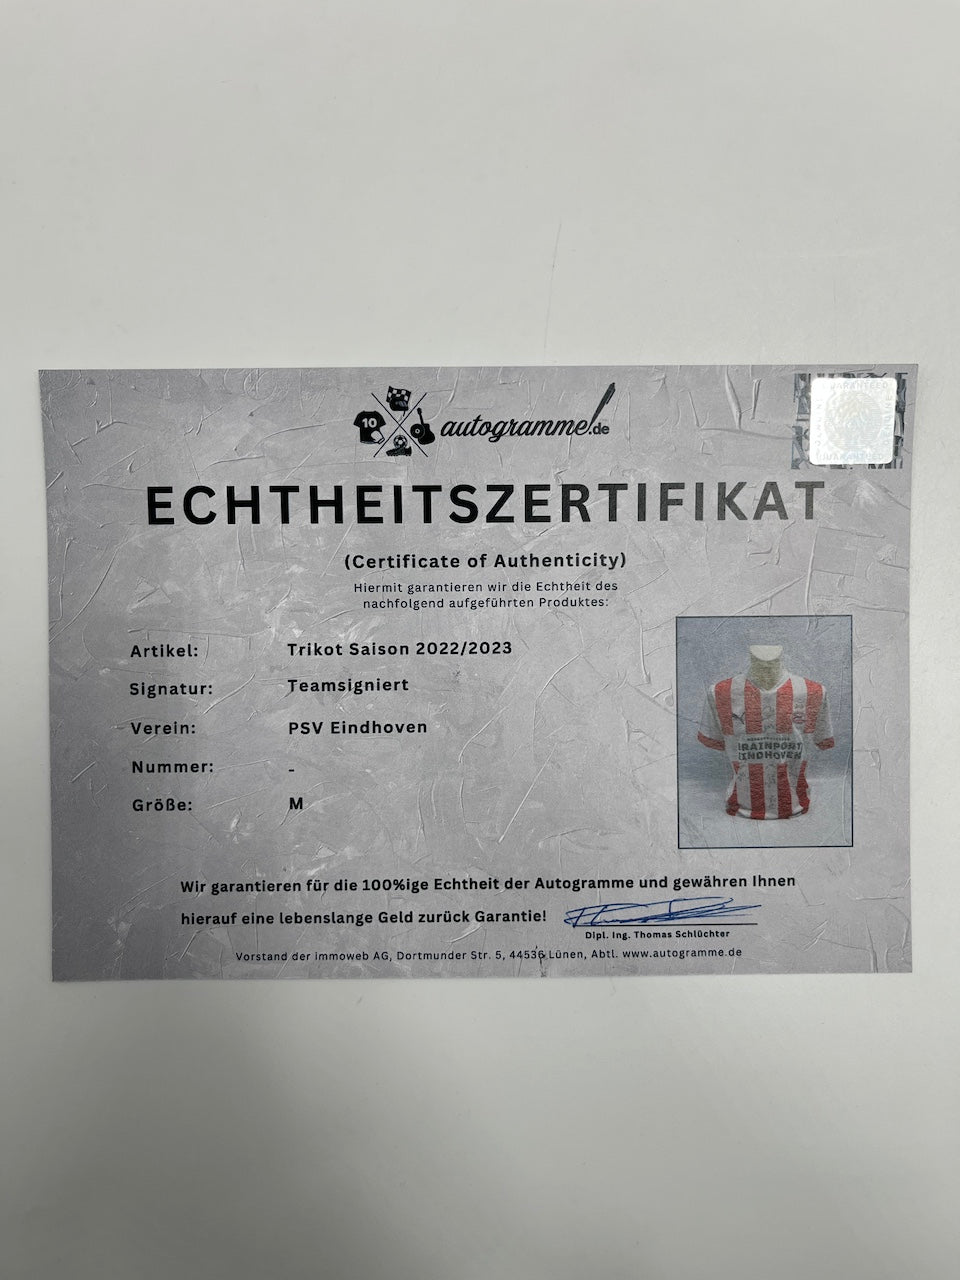 10
autogramme.de
GUARANTEED
ECHTHEITSZERTIFIKAT
(Certificate of Authenticity)
Hiermit garantieren wir die Echtheit des
nachfolgend aufgeführten Produktes:
Artikel: Trikot Saison 2022/2023
Signatur: Teamsigniert
Verein: PSV Eindhoven
Nummer: -
Größe: M
BRAINPORT
EINDHOVEN
Wir garantieren für die 100%ige Echtheit der Autogramme und gewähren Ihnen
hierauf eine lebenslange Geld zurück Garantie!
Dipl. Ing. Thomas Schlüchter
Vorstand der immoweb AG, Dortmunder Str. 5, 44536 Lünen, Abtl. www.autogramme.de